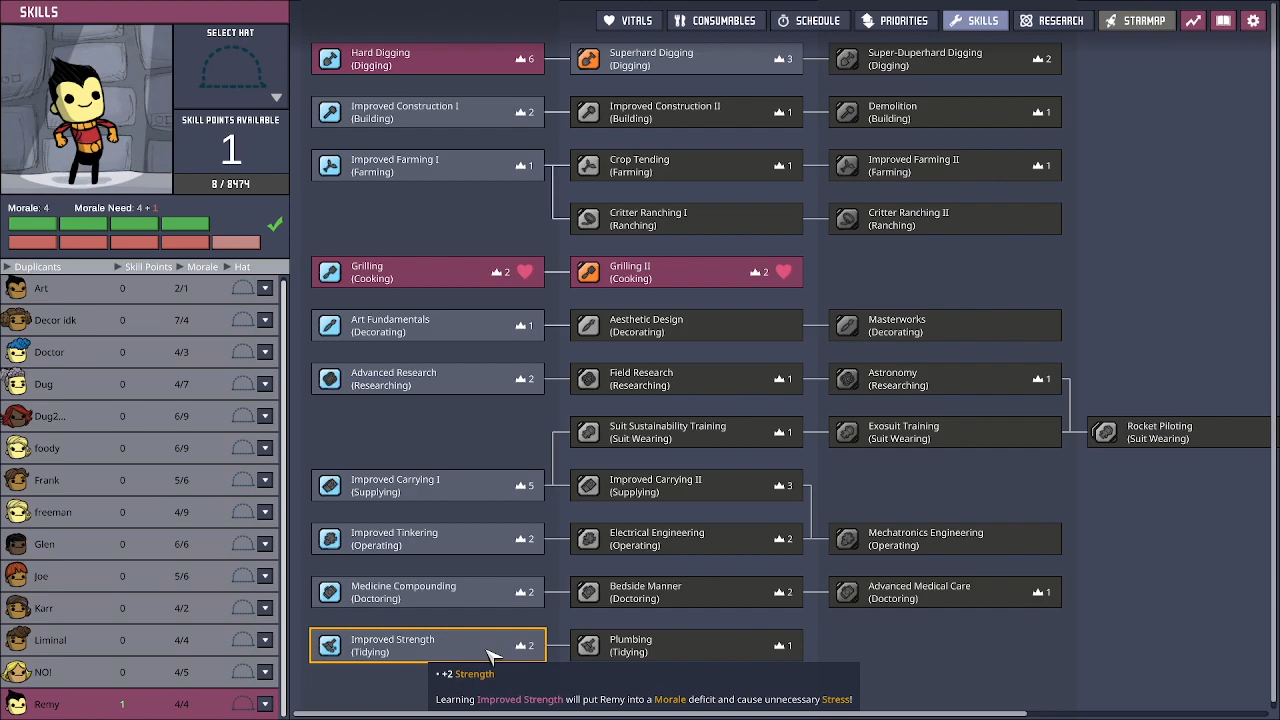 SKILLS
VITALS
CONSUMABLES
SCHEDULE
PRIORITIES
SKILLS
RESEARCH
STARMAP
SELECT HAT
SKILL POINTS AVAILABLE
1
8 / 8474
Morale: 4
Morale Need: 4 + 1
Duplicants
Skill Points
Morale
Hat
Art 0 2/1
Decor idk 0 7/4
Doctor 0 4/3
Dug 0 4/7
Dug2... 0 6/9
foody 0 5/9
Frank 0 5/6
freeman 0 4/9
Glen 0 6/6
Joe 0 5/6
Karr 0 4/2
Liminal 0 4/4
NO! 0 4/5
Remy 1 4/4
Hard Digging
(Digging)
6
Superhard Digging
(Digging)
3
Super-Duperhard Digging
(Digging)
2
Improved Construction I
(Building)
2
Improved Construction II
(Building)
1
Demolition
(Building)
1
Improved Farming I
(Farming)
1
Crop Tending
(Farming)
1
Improved Farming II
(Farming)
1
Critter Ranching I
(Ranching)
Critter Ranching II
(Ranching)
Grilling
(Cooking)
2
Grilling II
(Cooking)
2
Art Fundamentals
(Decorating)
1
Aesthetic Design
(Decorating)
Masterworks
(Decorating)
Advanced Research
(Researching)
2
Field Research
(Researching)
1
Astronomy
(Researching)
1
Suit Sustainability Training
(Suit Wearing)
1
Exosuit Training
(Suit Wearing)
Rocket Piloting
(Suit Wearing)
Improved Carrying I
(Supplying)
5
Improved Carrying II
(Supplying)
3
Improved Tinkering
(Operating)
2
Electrical Engineering
(Operating)
2
Mechatronics Engineering
(Operating)
Medicine Compounding
(Doctoring)
2
Bedside Manner
(Doctoring)
2
Advanced Medical Care
(Doctoring)
1
Improved Strength
(Tidying)
2
Plumbing
(Tidying)
1
• +2 Strength
Learning Improved Strength will put Remy into a Morale deficit and cause unnecessary Stress!